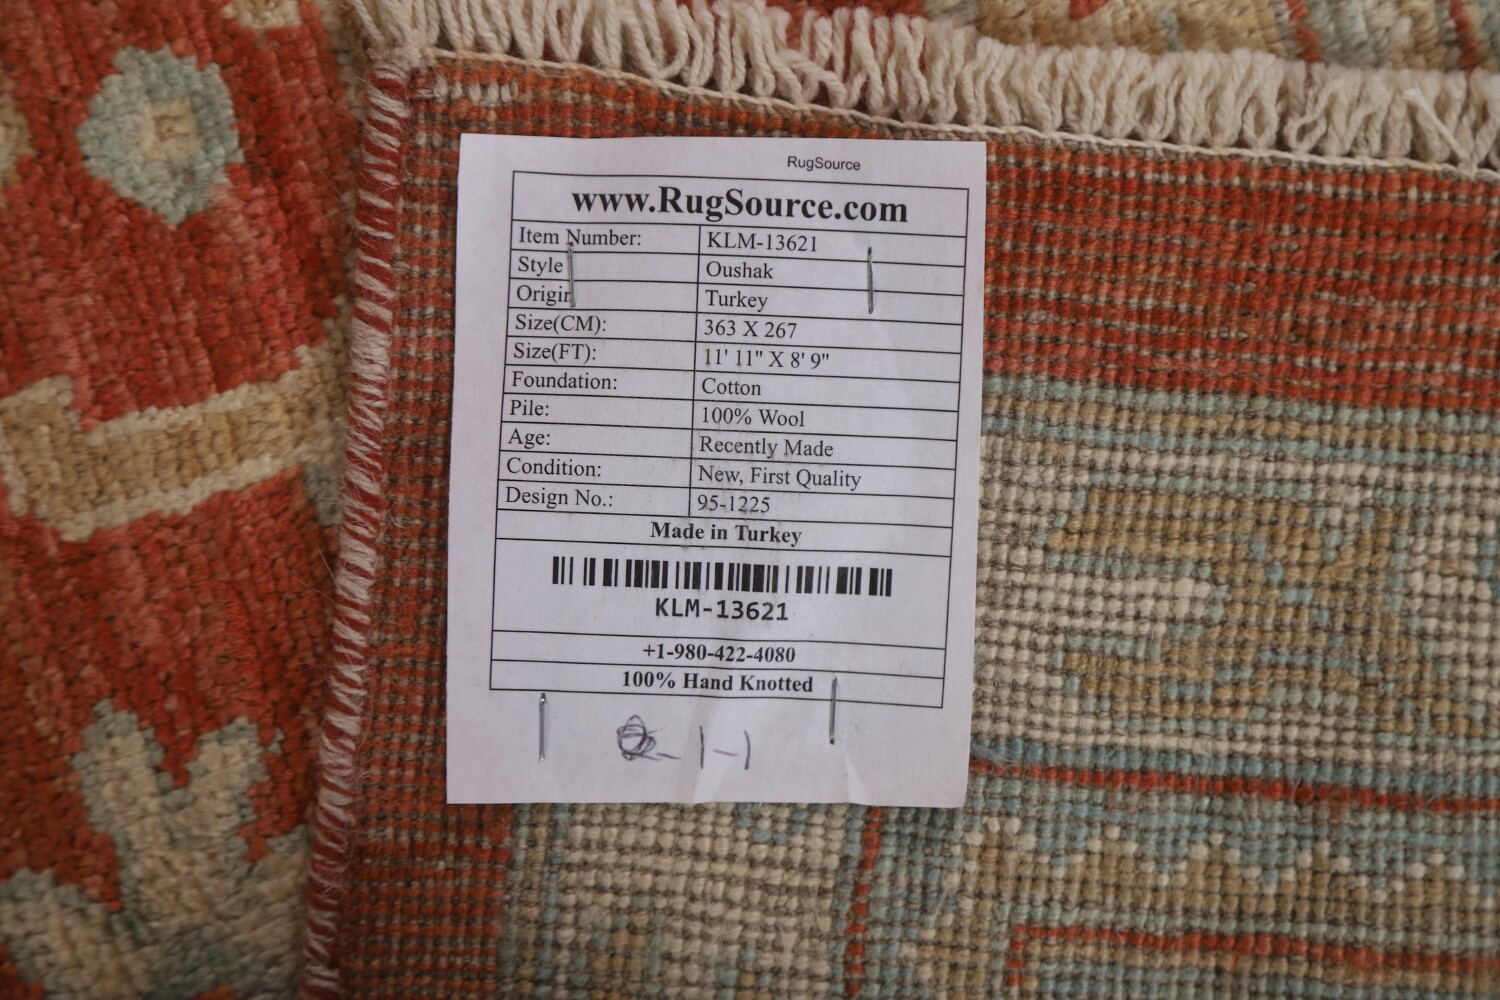 RugSource
www.RugSource.com
Item Number: KLM-13621
Style Oushak
Origin Turkey
Size(CM): 363 X 267
Size(FT): 11' 11" X 8' 9"
Foundation: Cotton
Pile: 100% Wool
Age: Recently Made
Condition: New, First Quality
Design No.: 95-1225
Made in Turkey
KLM-13621
+1-980-422-4080
100% Hand Knotted
1-1